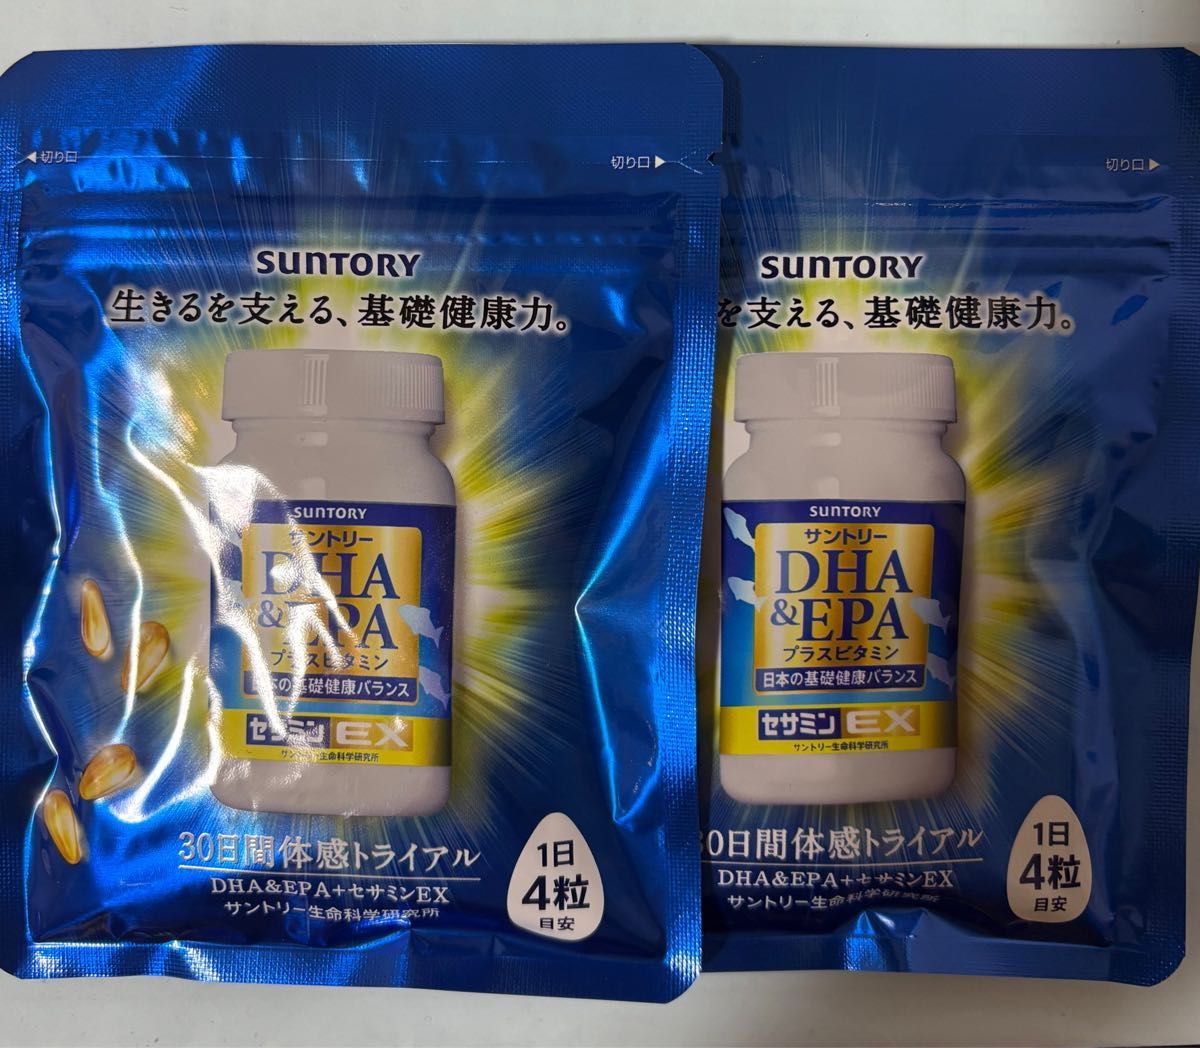 ◀切り口
切り口▶
SUNTORY
生きるを支える、基礎健康力。
SUNTORY
サントリー
DHA
&EPA
プラスビタミン
日本の基礎健康バランス
セサミンEX
サントリー生命科学研究所
30日間体感トライアル
DHA&EPA+セサミンEX
サントリー生命科学研究所
1日
4粒
目安
切り口▶
SUNTORY
を支える、基礎健康力。
SUNTORY
サントリー
DHA
&EPA
プラスビタミン
日本の基礎健康バランス
セサミンEX
サントリー生命科学研究所
30日間体感トライアル
DHA&EPA+セサミンEX
サントリー生命科学研究所
1日
4粒
目安